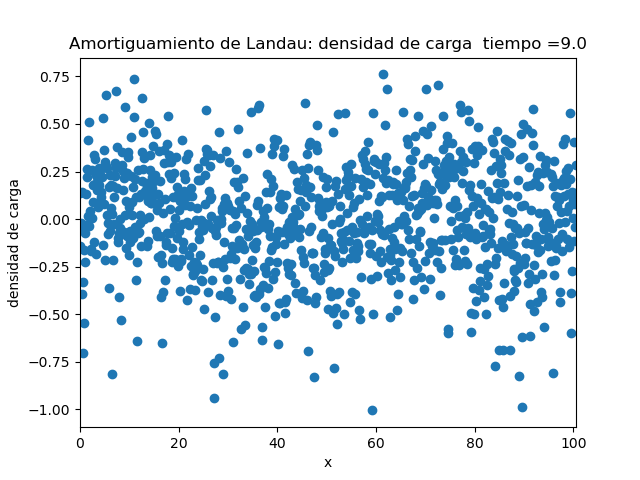 Amortiguamiento de Landau: densidad de carga  tiempo =9.0
0.75
0.50
0.25
0.00
−0.25
−0.50
−0.75
−1.00
densidad de carga
0 20 40 60 80 100
x